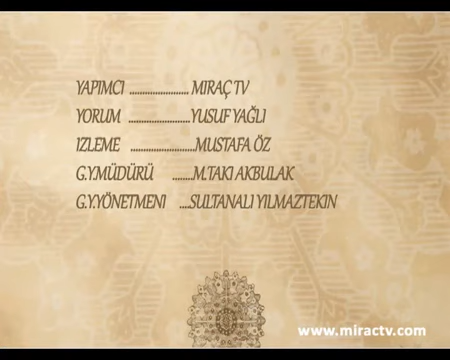 YAPIMCI ....................... MIRAÇ TV
YORUM ........................YUSUF YAĞLI
IZLEME .........................MUSTAFA ÖZ
G.Y.MÜDÜRÜ ........M.TAKI AKBULAK
G.Y.YÖNETMENI ....SULTANALI YILMAZTEKIN
www.miractv.com